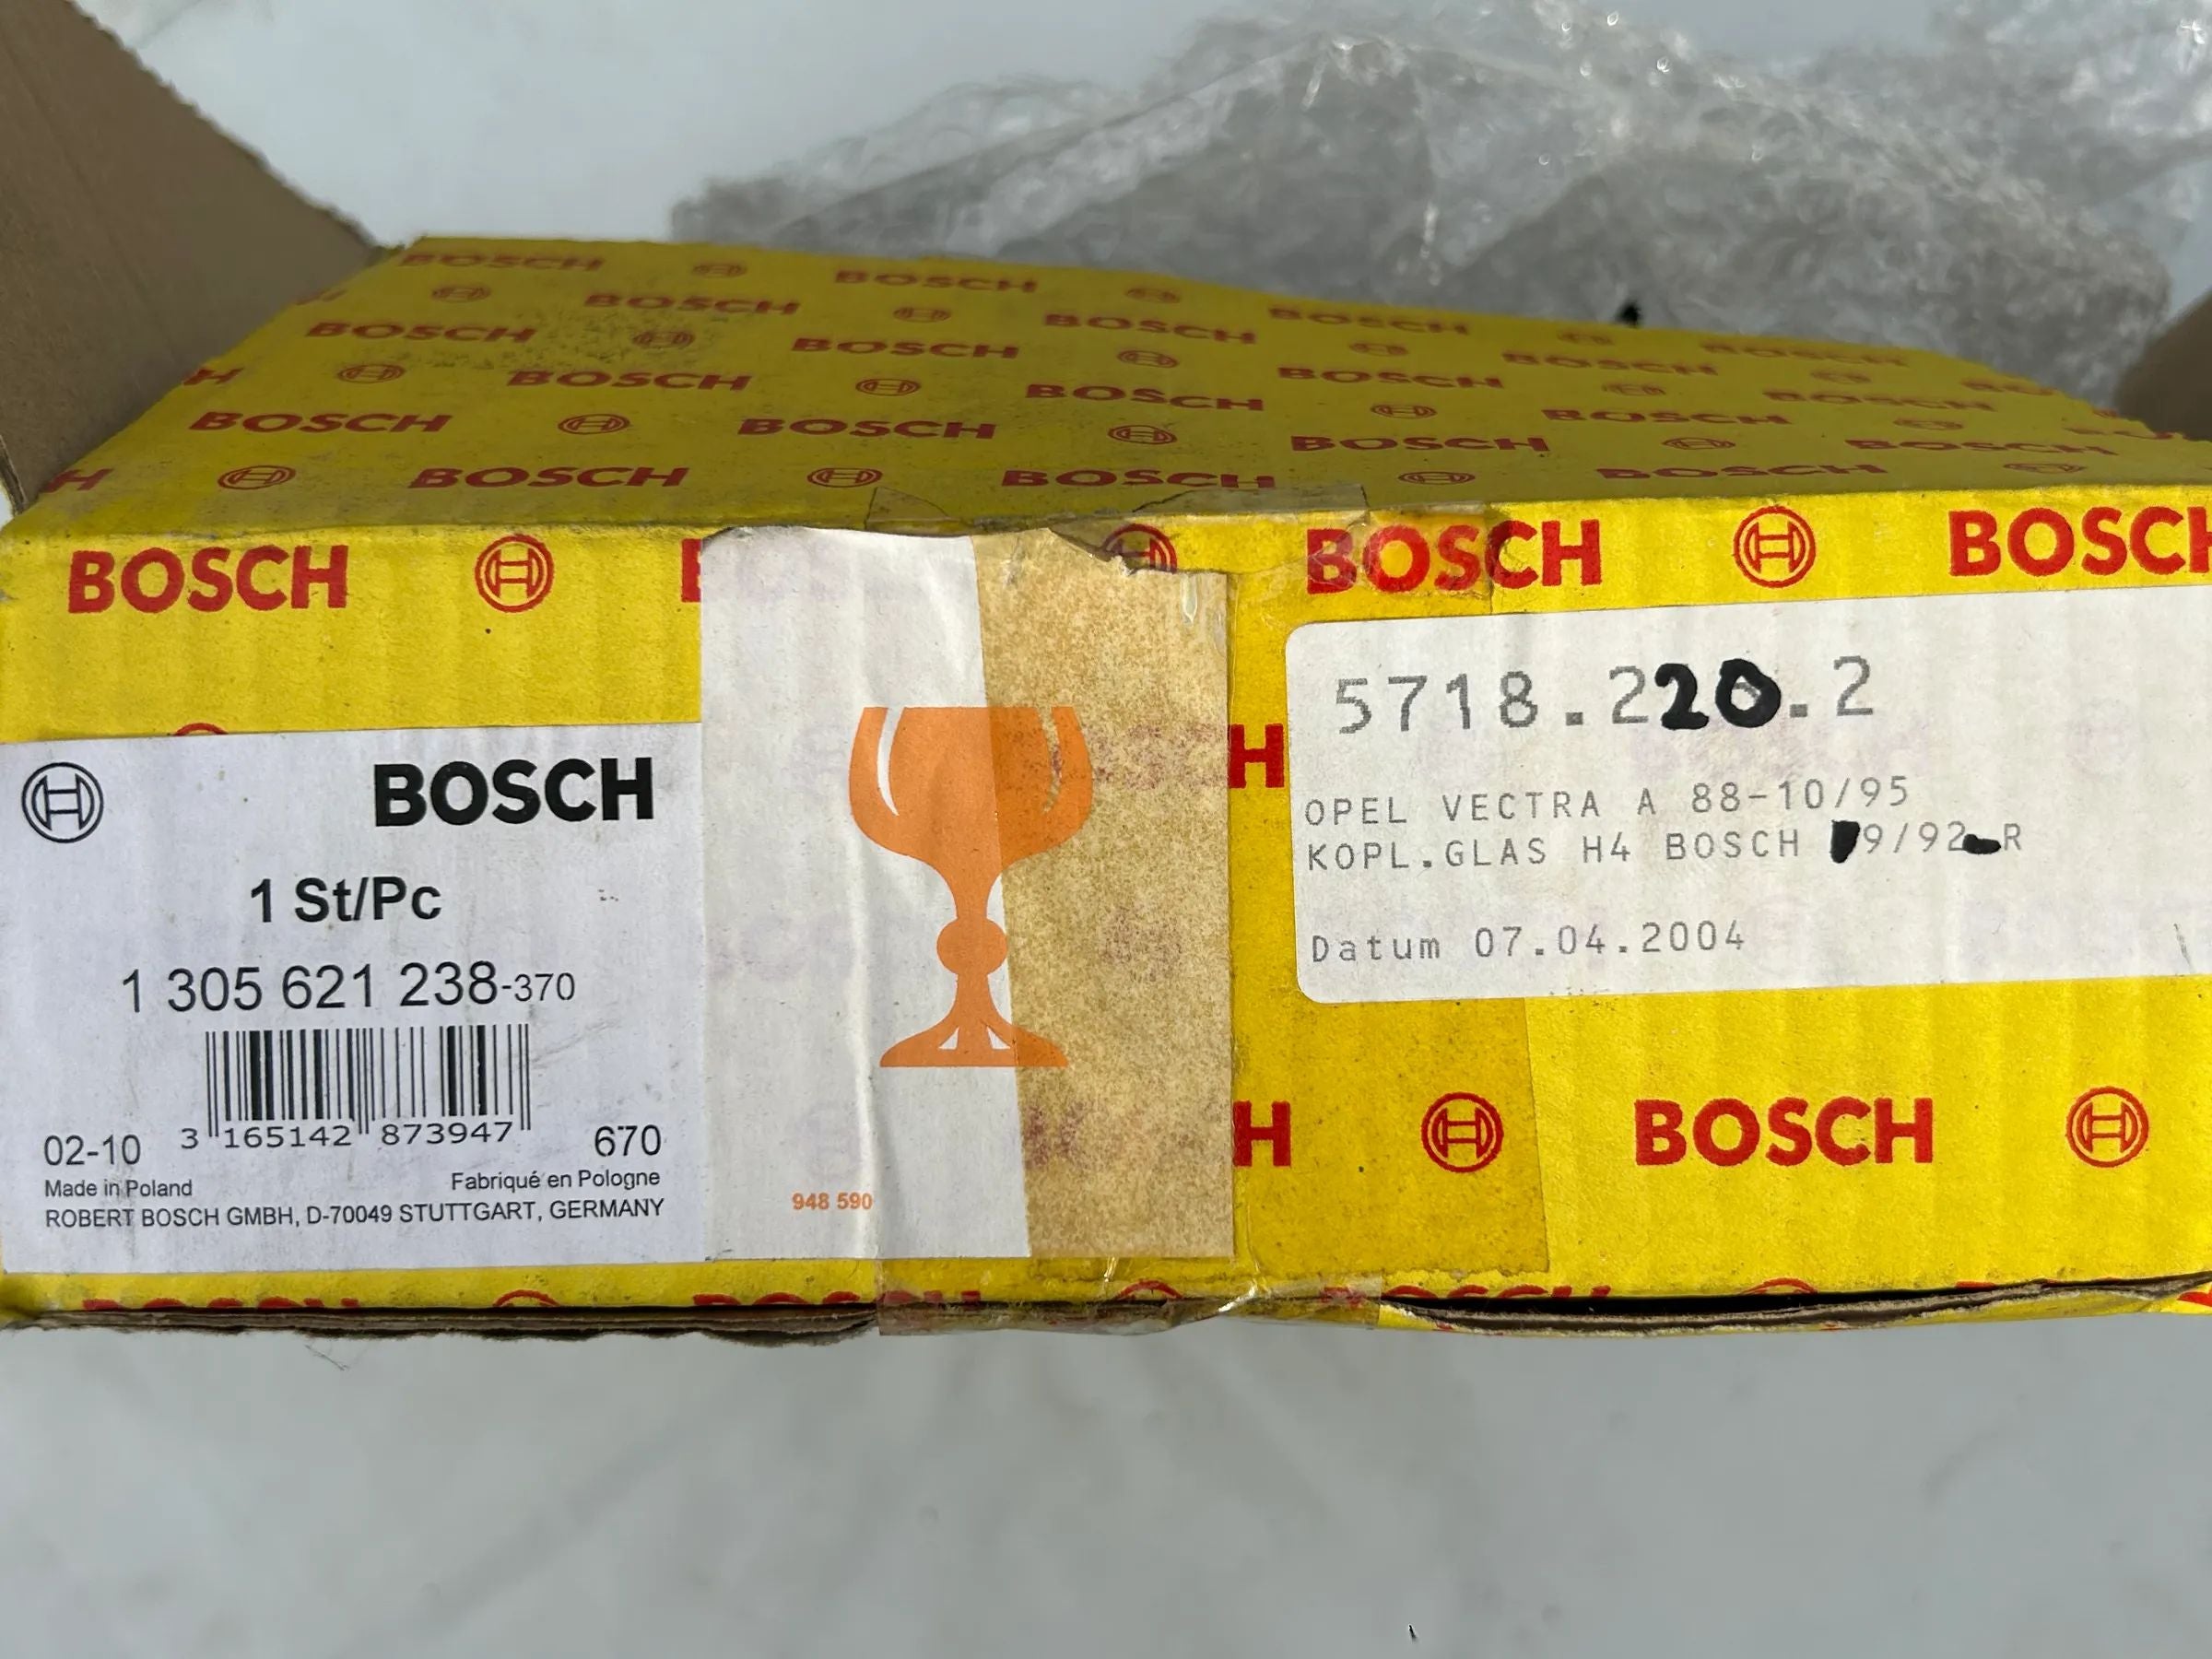 BOSCH BOSCH BOSCH
BOSCH
1 St/Pc
1 305 621 238-370
3 165142 873947
02-10
670
Made in Poland
Fabriqué en Pologne
ROBERT BOSCH GMBH, D-70049 STUTTGART, GERMANY
948 590
5718.220.2
OPEL VECTRA A 88-10/95
KOPL.GLAS H4 BOSCH 9/92 R
Datum 07.04.2004
BOSCH